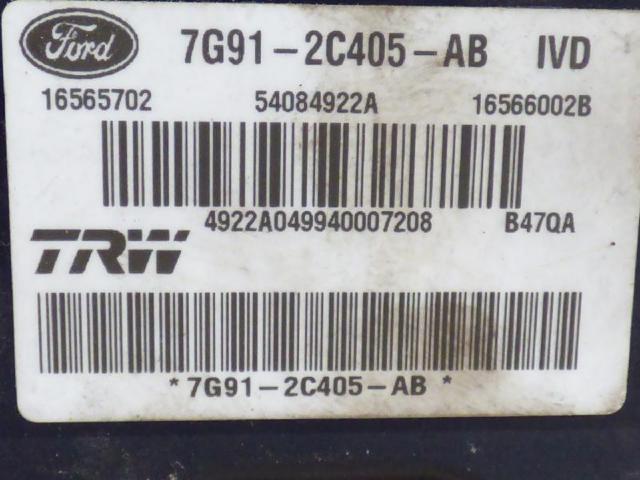 Ford 7G91-2C405-AB IVD
16565702 54084922A 16566002B
4922A049940007208 B47QA
TRW
*7G91-2C405-AB*